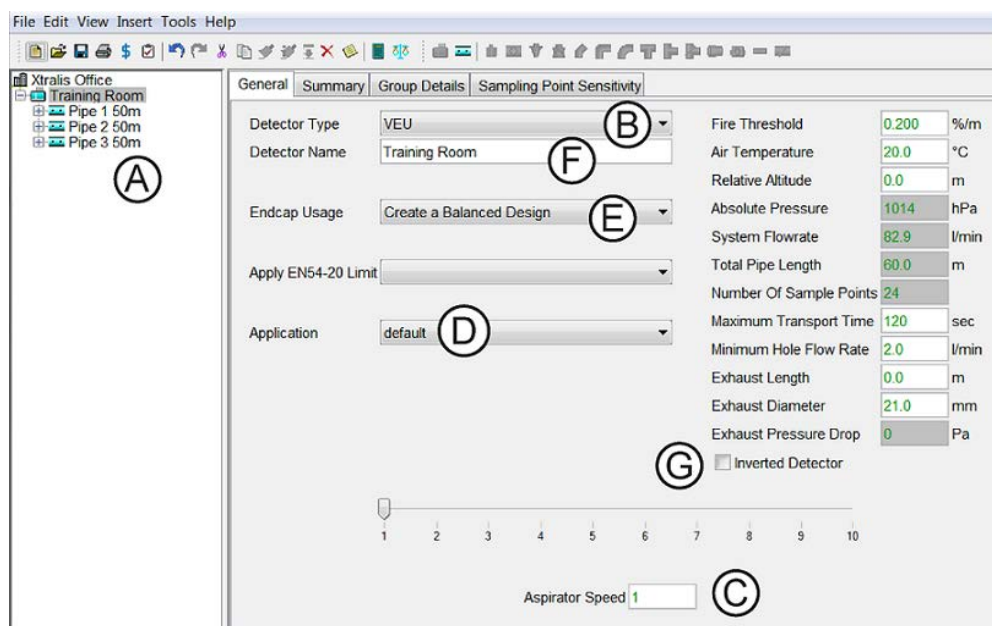 File Edit View Insert Tools Help
$
Xtralis Office
Training Room
Pipe 1 50m
Pipe 2 50m
Pipe 3 50m
A
General Summary Group Details Sampling Point Sensitivity
Detector Type VEU B
Detector Name Training Room F
Endcap Usage Create a Balanced Design E
Apply EN54-20 Limit
Application default D
Fire Threshold 0.200 %/m
Air Temperature 20.0 °C
Relative Altitude 0.0 m
Absolute Pressure 1014 hPa
System Flowrate 82.9 l/min
Total Pipe Length 60.0 m
Number Of Sample Points 24
Maximum Transport Time 120 sec
Minimum Hole Flow Rate 2.0 l/min
Exhaust Length 0.0 m
Exhaust Diameter 21.0 mm
Exhaust Pressure Drop 0 Pa
G Inverted Detector
1 2 3 4 5 6 7 8 9 10
Aspirator Speed 1 C